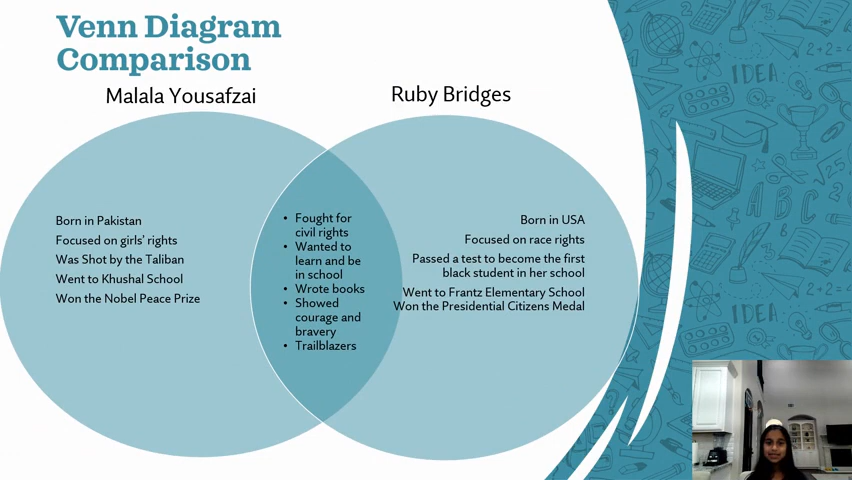 Venn Diagram
Comparison
Malala Yousafzai
Ruby Bridges
Born in Pakistan
Focused on girls' rights
Was Shot by the Taliban
Went to Khushal School
Won the Nobel Peace Prize
• Fought for
civil rights
• Wanted to
learn and be
in school
• Wrote books
• Showed
courage and
bravery
• Trailblazers
Born in USA
Focused on race rights
Passed a test to become the first
black student in her school
Went to Frantz Elementary School
Won the Presidential Citizens Medal
IDEA
2+2=
ABC
IDEA